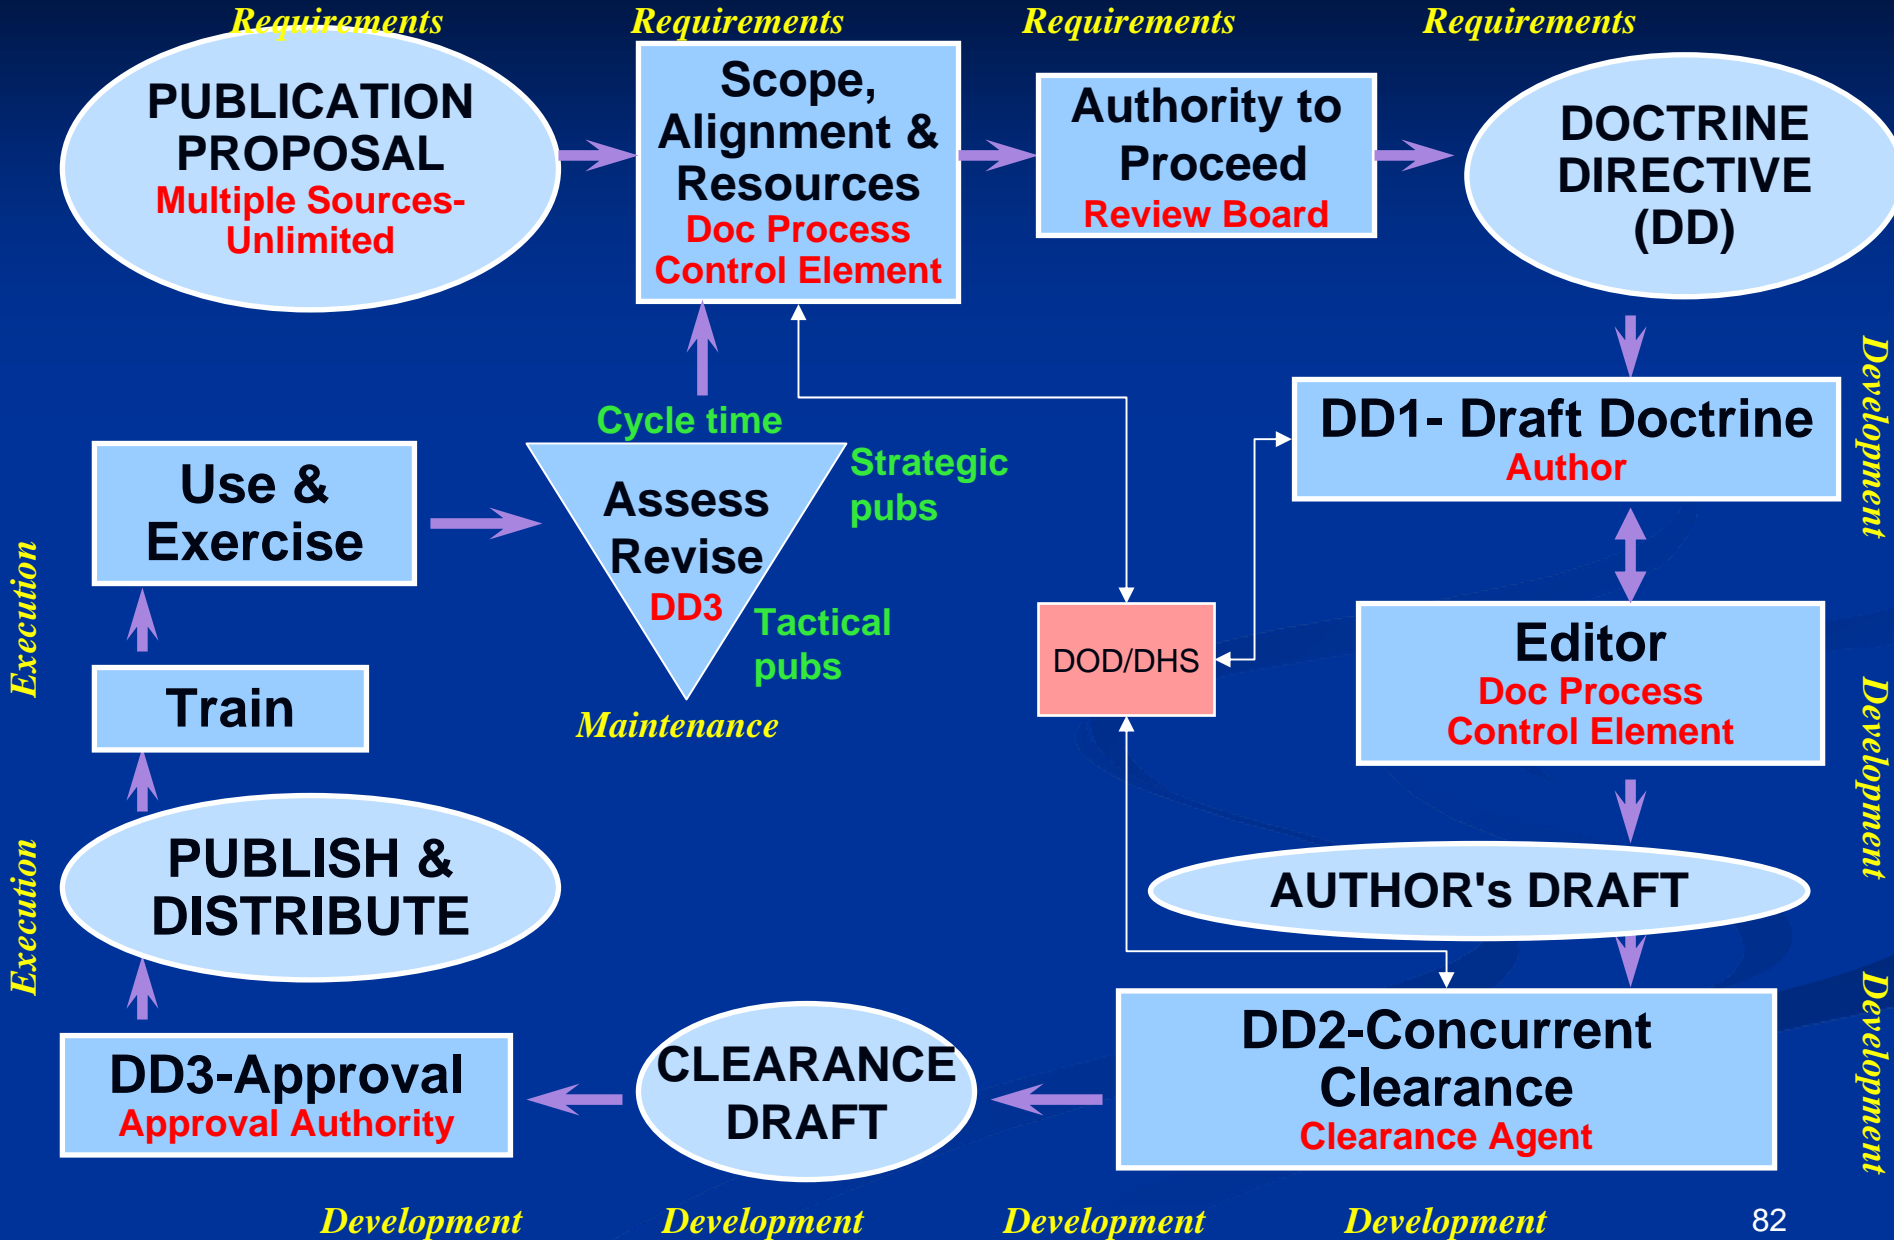 Requirements
Requirements
Requirements
Requirements
PUBLICATION
PROPOSAL
Multiple Sources-
Unlimited
Scope,
Alignment &
Resources
Doc Process
Control Element
Authority to
Proceed
Review Board
DOCTRINE
DIRECTIVE
(DD)
Development
DD1- Draft Doctrine
Author
Cycle time
Strategic
pubs
Assess
Revise
DD3
Tactical
pubs
Maintenance
Use &
Exercise
Execution
Train
DOD/DHS
Editor
Doc Process
Control Element
Development
AUTHOR's DRAFT
PUBLISH &
DISTRIBUTE
Execution
DD2-Concurrent
Clearance
Clearance Agent
Development
CLEARANCE
DRAFT
DD3-Approval
Approval Authority
Development
Development
Development
Development
82